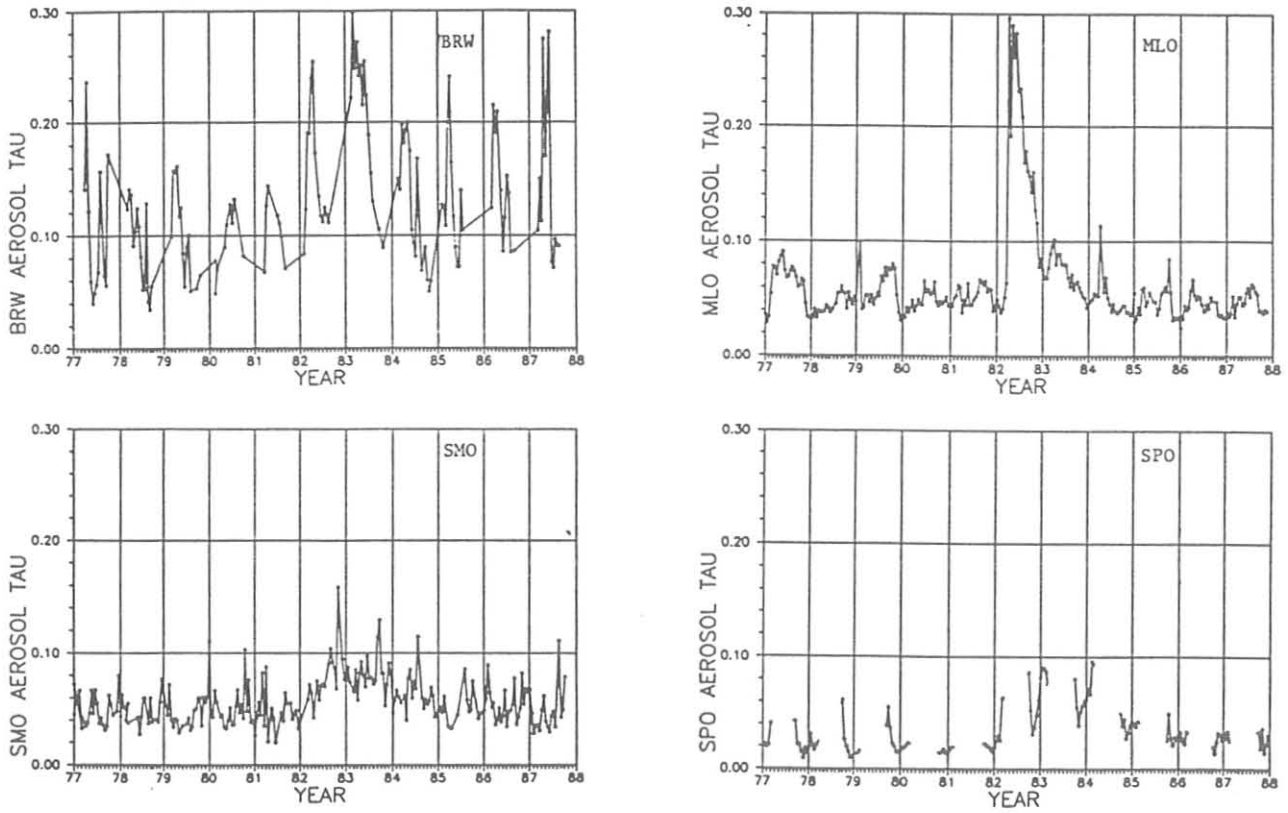 BRW
BRW AEROSOL TAU
0.30
0.20
0.10
0.00
77 78 79 80 81 82 83 84 85 86 87 88
YEAR
MLO
MLO AEROSOL TAU
0.30
0.20
0.10
0.00
77 78 79 80 81 82 83 84 85 86 87 88
YEAR
SMO
SMO AEROSOL TAU
0.30
0.20
0.10
0.00
77 78 79 80 81 82 83 84 85 86 87 88
YEAR
SPO
SPO AEROSOL TAU
0.30
0.20
0.10
0.00
77 78 79 80 81 82 83 84 85 86 87 88
YEAR